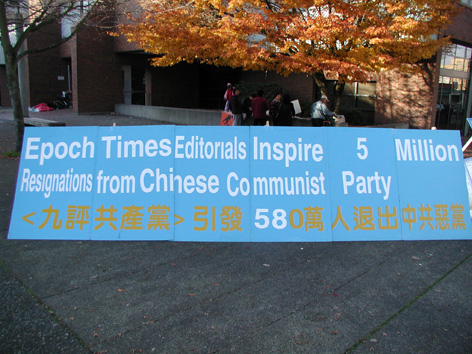 Epoch Times Editorials Inspire 5 Million
Resignations from Chinese Communist Party
<九評共產黨>引發 580萬人退出中共惡黨